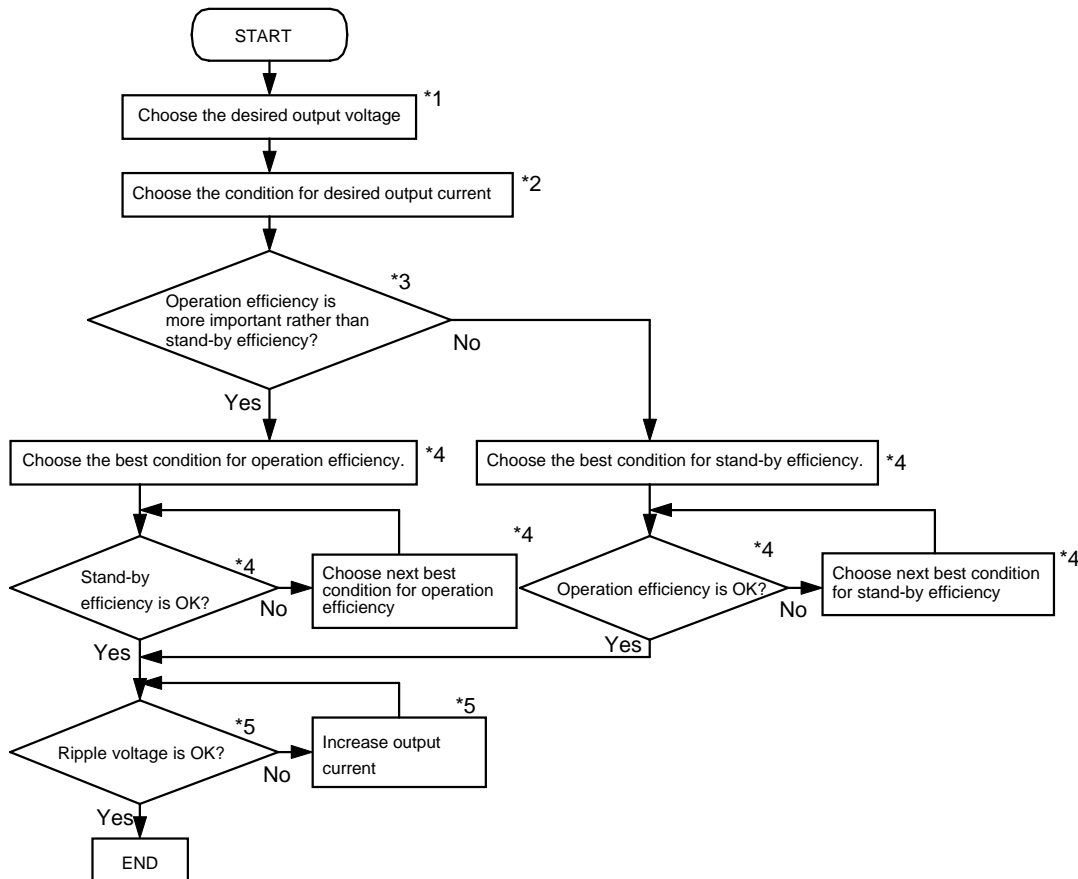 START
Choose the desired output voltage
*1
Choose the condition for desired output current
*2
*3
Operation efficiency is
more important rather than
stand-by efficiency?
No
Yes
Choose the best condition for operation efficiency.
*4
Choose the best condition for stand-by efficiency.
*4
Stand-by
efficiency is OK?
*4
No
Yes
*4
Choose next best
condition for operation
efficiency
*4
Operation efficiency is OK?
No
Yes
*4
Choose next best condition
for stand-by efficiency
*5
Ripple voltage is OK?
No
Yes
*5
Increase output
current
END